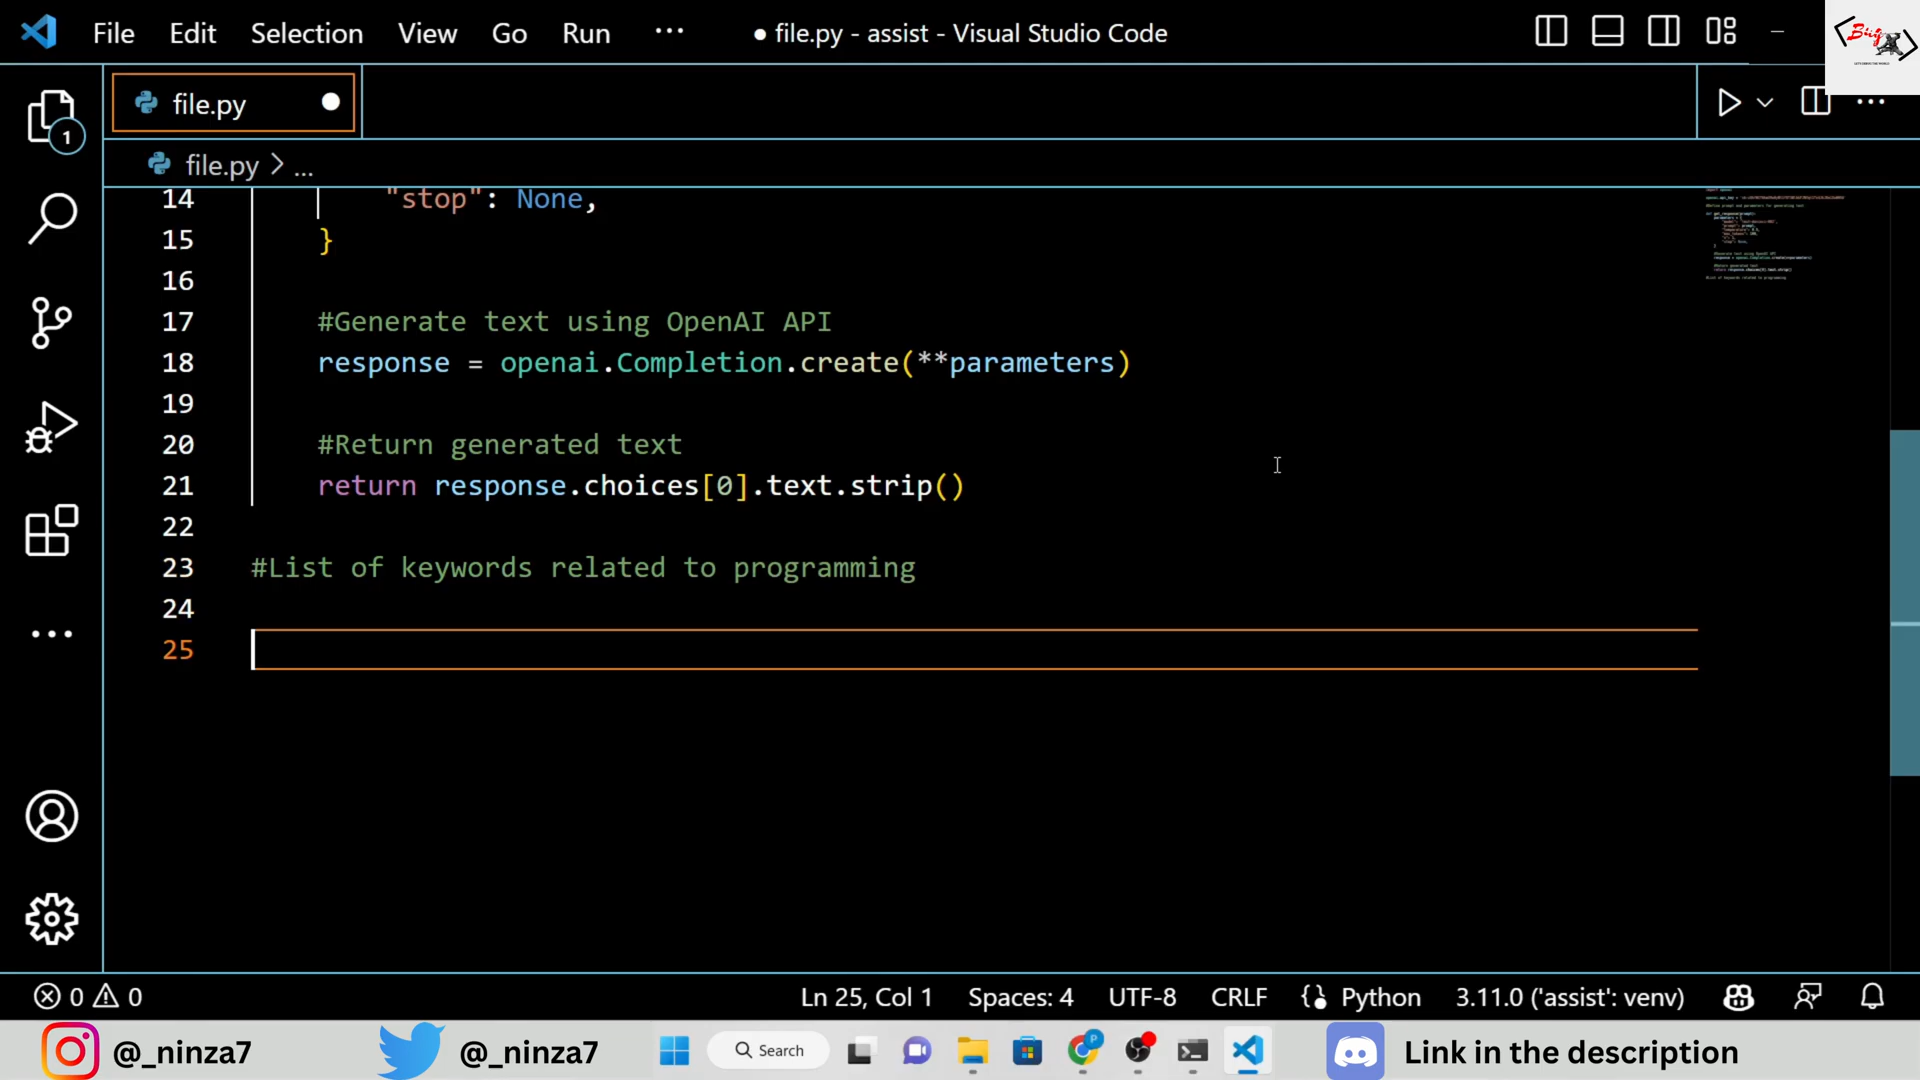 File Edit Selection View Go Run ··· ● file.py - assist - Visual Studio Code
Bug
file.py
1
file.py > ...
14 "stop": None,
15 }
16
17 #Generate text using OpenAI API
18 response = openai.Completion.create(**parameters)
19
20 #Return generated text
21 return response.choices[0].text.strip()
22
23 #List of keywords related to programming
24
25
0 0 Ln 25, Col 1 Spaces: 4 UTF-8 CRLF Python 3.11.0 ('assist': venv)
@_ninza7 @_ninza7 Search P Link in the description